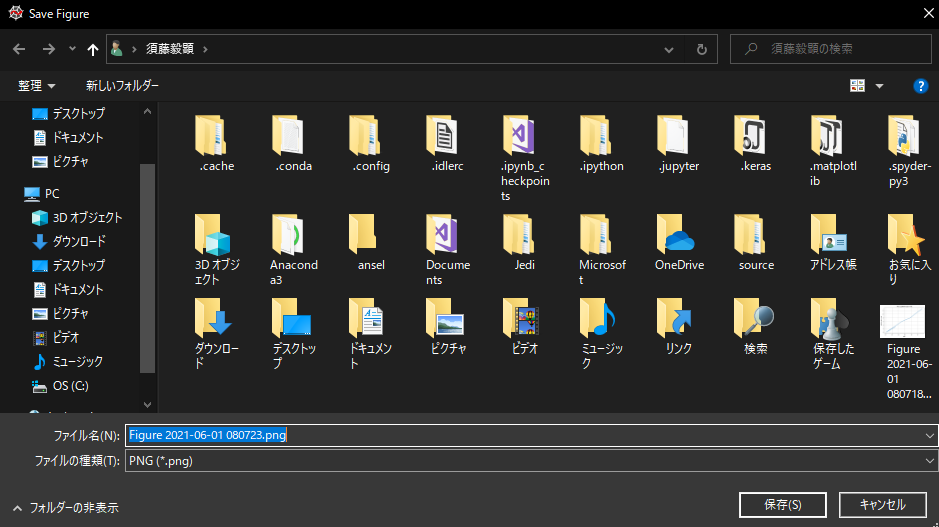 Save Figure
須藤毅顕
須藤毅顕の検索
整理
新しいフォルダー
デスクトップ
ドキュメント
ピクチャ
PC
3D オブジェクト
ダウンロード
デスクトップ
ドキュメント
ピクチャ
ビデオ
ミュージック
OS (C:)
.cache
.conda
.config
.idlerc
.ipynb_c
heckpoin
ts
.ipython
.jupyter
.keras
.matplotl
ib
.spyder-
py3
3D オブジ
ェクト
Anacond
a3
ansel
Docume
nts
Jedi
Microsof
t
OneDrive
source
アドレス帳
お気に入
り
ダウンロー
ド
デスクトッ
プ
ドキュメン
ト
ピクチャ
ビデオ
ミュージッ
ク
リンク
検索
保存した
ゲーム
Figure
2021-06-
01
080718...
ファイル名(N):
Figure 2021-06-01 080723.png
ファイルの種類(T):
PNG (*.png)
フォルダーの非表示
保存(S)
キャンセル